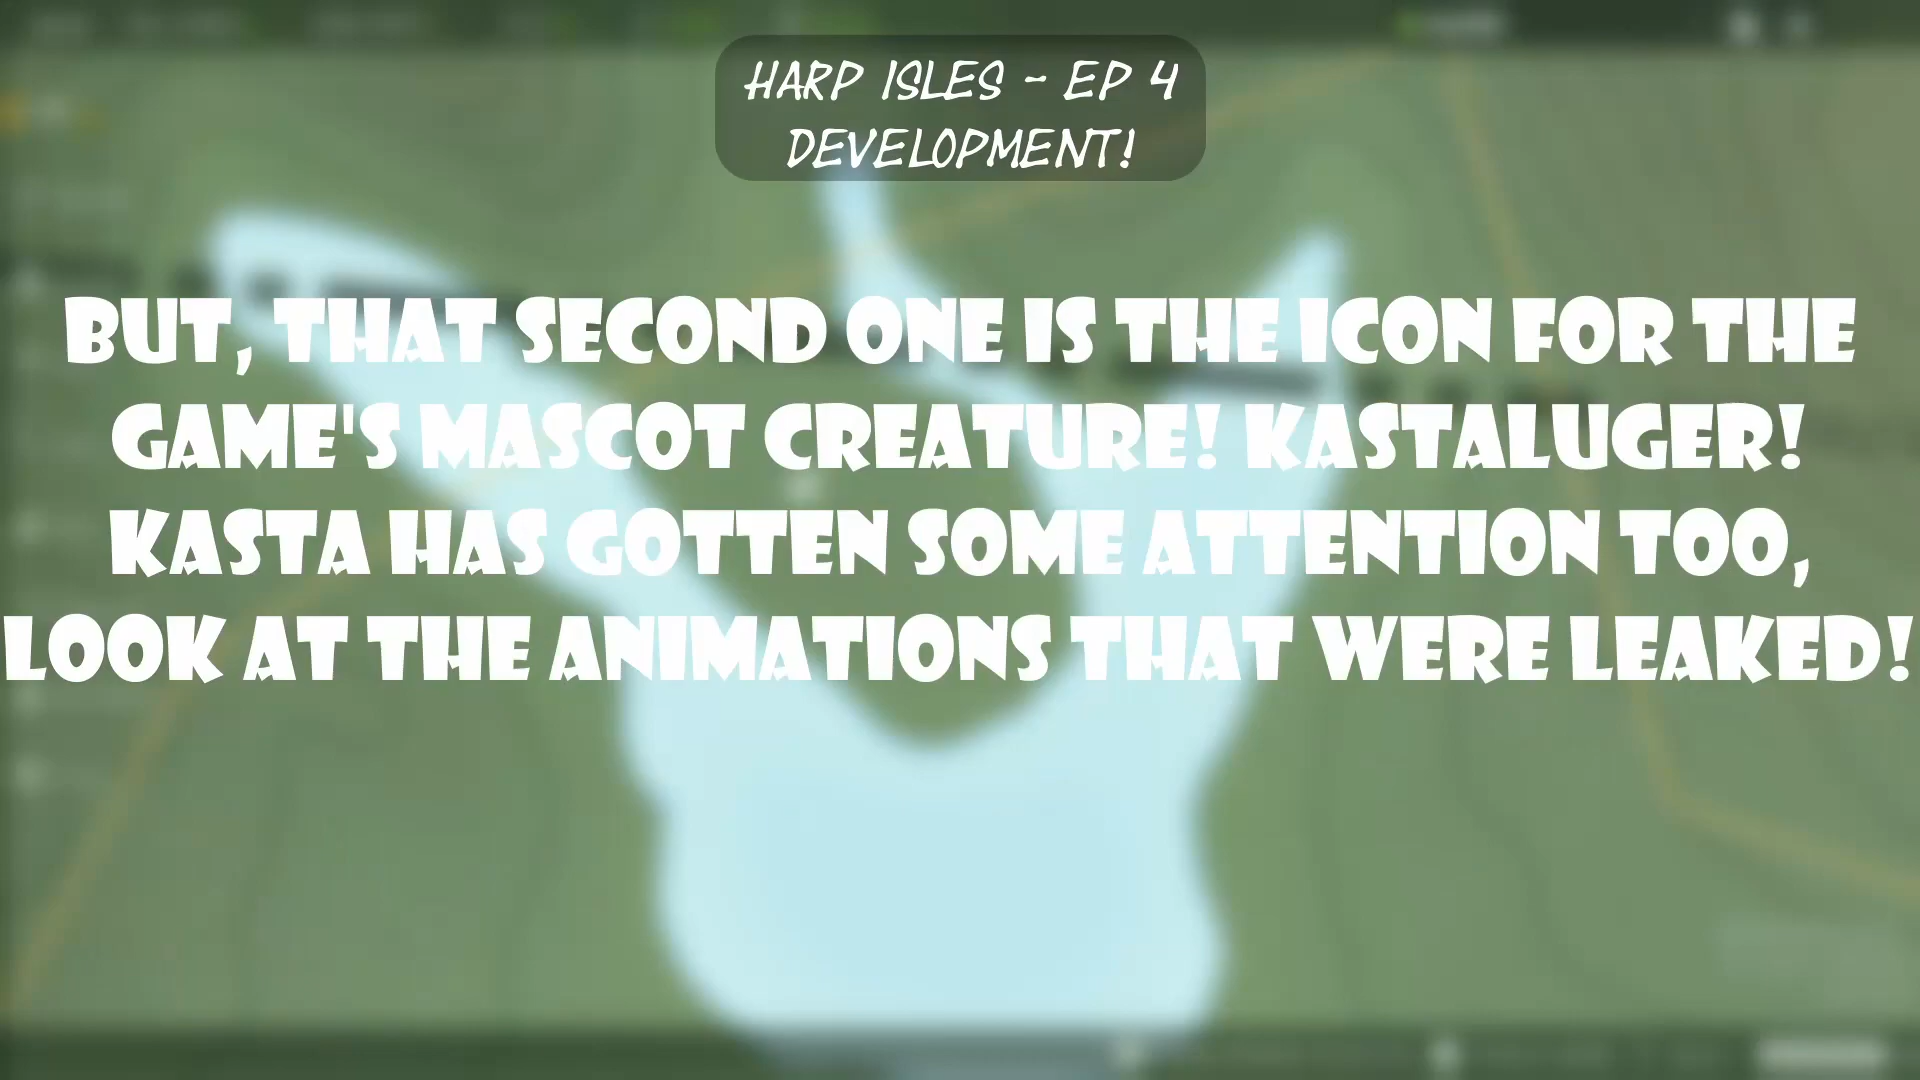 HARP ISLES - EP 4
DEVELOPMENT!
BUT, THAT SECOND ONE IS THE ICON FOR THE
GAME'S MASCOT CREATURE! KASTALUGER!
KASTA HAS GOTTEN SOME ATTENTION TOO,
LOOK AT THE ANIMATIONS THAT WERE LEAKED!